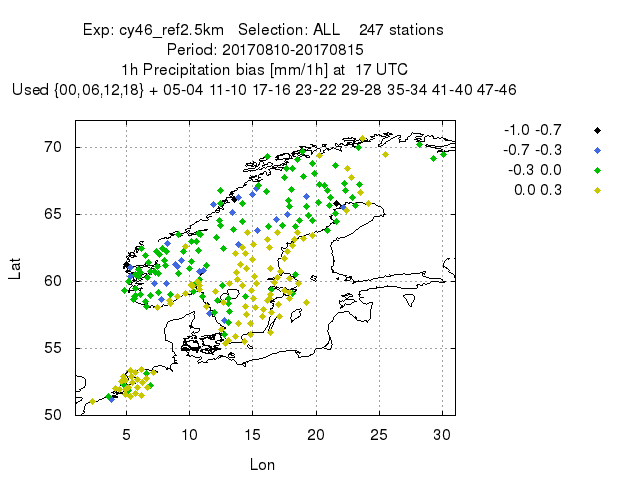 Exp: cy46_ref2.5km Selection: ALL 247 stations
Period: 20170810-20170815
1h Precipitation bias [mm/1h] at 17 UTC
Used {00,06,12,18} + 05-04 11-10 17-16 23-22 29-28 35-34 41-40 47-46
-1.0 -0.7
-0.7 -0.3
-0.3 0.0
0.0 0.3
70
65
60
55
50
Lat
5 10 15 20 25 30
Lon